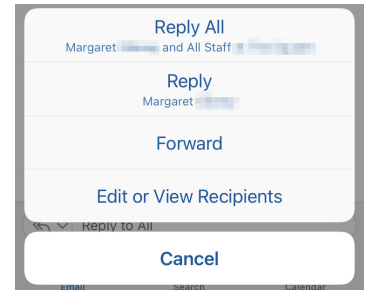 Reply All
Margaret and All Staff
Reply
Margaret
Forward
Edit or View Recipients
Reply to All
Cancel
Email Search Calendar